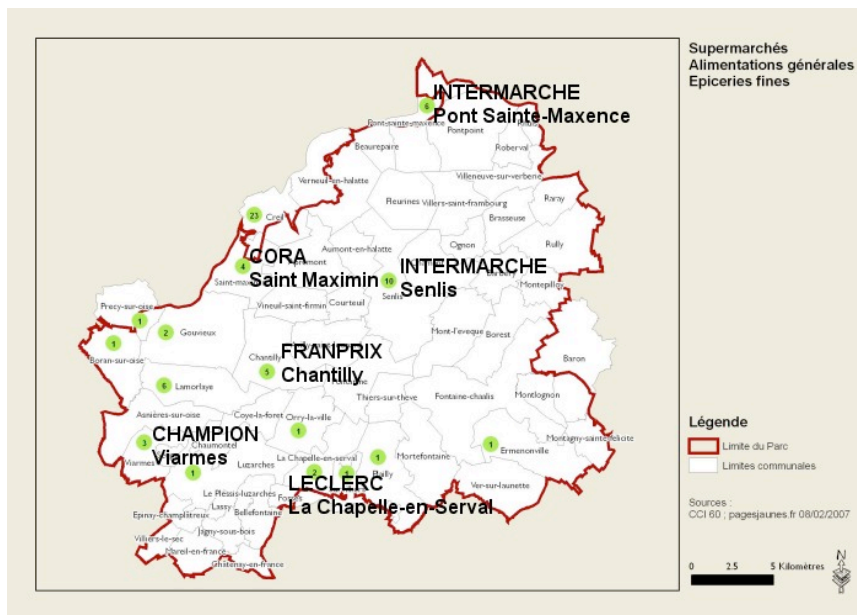 Supermarchés
Alimentations générales
Epiceries fines
INTERMARCHE
Pont Sainte-Maxence
6
Pont-sainte-maxence
Pontpoint
Beaurepaire
Roberval
Verneuil-en-halatte
Villeneuve-sur-verberie
Fleurines
Villers-saint-frambourg
Raray
Brasseuse
23
Creil
Rully
Aumont-en-halatte
Ognon
CORA
Saint Maximin
4
INTERMARCHE
Senlis
10
Senlis
Montepilloy
Precy-sur-oise
Vineuil-saint-firmin
Courteuil
1
2
Gouvieux
Mont-l'eveque
Borest
1
Boran-sur-oise
Chantilly
FRANPRIX
Chantilly
5
Baron
6
Lamorlaye
Thiers-sur-theve
Fontaine-chaalis
Montlognon
Asnières-sur-oise
Coye-la-foret
Orry-la-ville
1
CHAMPION
Viarmes
3
Viarmes
Chaumontel
1
Luzarches
La Chapelle-en-serval
2
1
1
Plailly
Mortefontaine
1
Ermenonville
Montagny-sainte-felicite
LECLERC
La Chapelle-en-Serval
Ver-sur-launette
Le Plessis-luzarches
Lassy
Bellefontaine
Epinay-champlâtreux
Jagny-sous-bois
Villiers-le-sec
Mareil-en-france
Châtenay-en-france
Légende
Limite du Parc
Limites communales
Sources :
CCI 60 ; pagesjaunes.fr 08/02/2007
0 2.5 5 Kilomètres
N